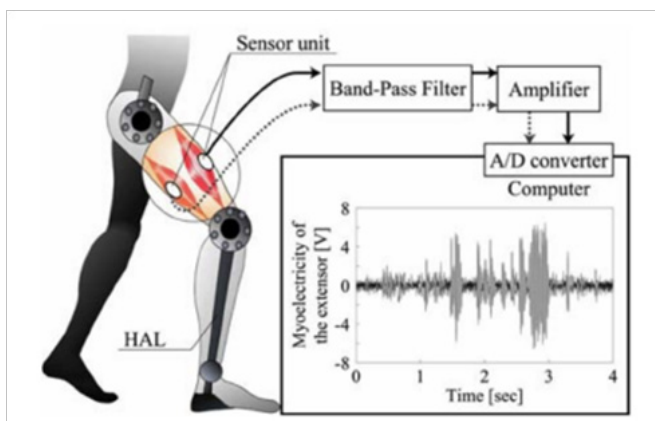 Sensor unit
Band-Pass Filter
Amplifier
A/D converter
Computer
Myoelectricity of
the extensor [V]
8
4
0
-4
-8
0 1 2 3 4
Time [sec]
HAL